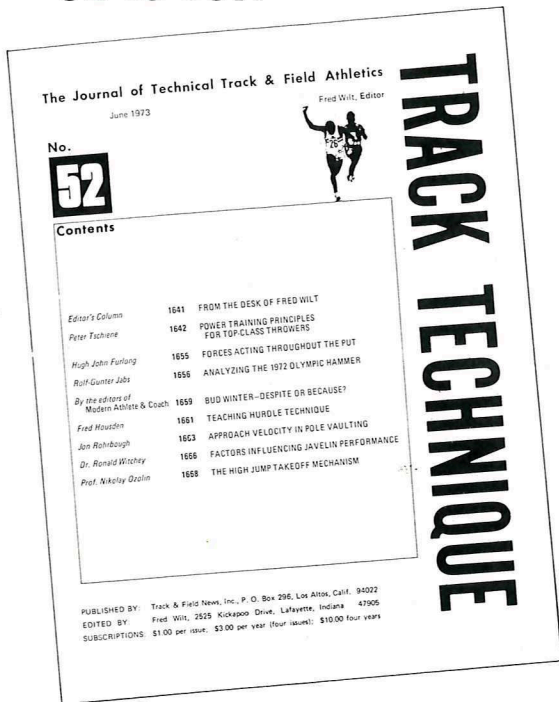 The Journal of Technical Track & Field Athletics
June 1973
Fred Wilt, Editor
No.
52
F26
TRACK TECHNIQUE
Contents
Editor's Column 1641 FROM THE DESK OF FRED WILT
Peter Tschiene 1642 POWER TRAINING PRINCIPLES
FOR TOP-CLASS THROWERS
Hugh John Furlong 1655 FORCES ACTING THROUGHOUT THE PUT
Rolf-Gunter Jabs 1656 ANALYZING THE 1972 OLYMPIC HAMMER
By the editors of
Modern Athlete & Coach 1659 BUD WINTER–DESPITE OR BECAUSE?
Fred Housden 1661 TEACHING HURDLE TECHNIQUE
Jan Rohrbough 1663 APPROACH VELOCITY IN POLE VAULTING
Dr. Ronald Witchey 1666 FACTORS INFLUENCING JAVELIN PERFORMANCE
Prof. Nikolay Ozolin 1668 THE HIGH JUMP TAKEOFF MECHANISM
PUBLISHED BY: Track & Field News, Inc., P. O. Box 296, Los Altos, Calif. 94022
EDITED BY Fred Wilt, 2525 Kickapoo Drive, Lafayette, Indiana 47905
SUBSCRIPTIONS: $1.00 per issue; $3.00 per year (four issues); $10.00 four years